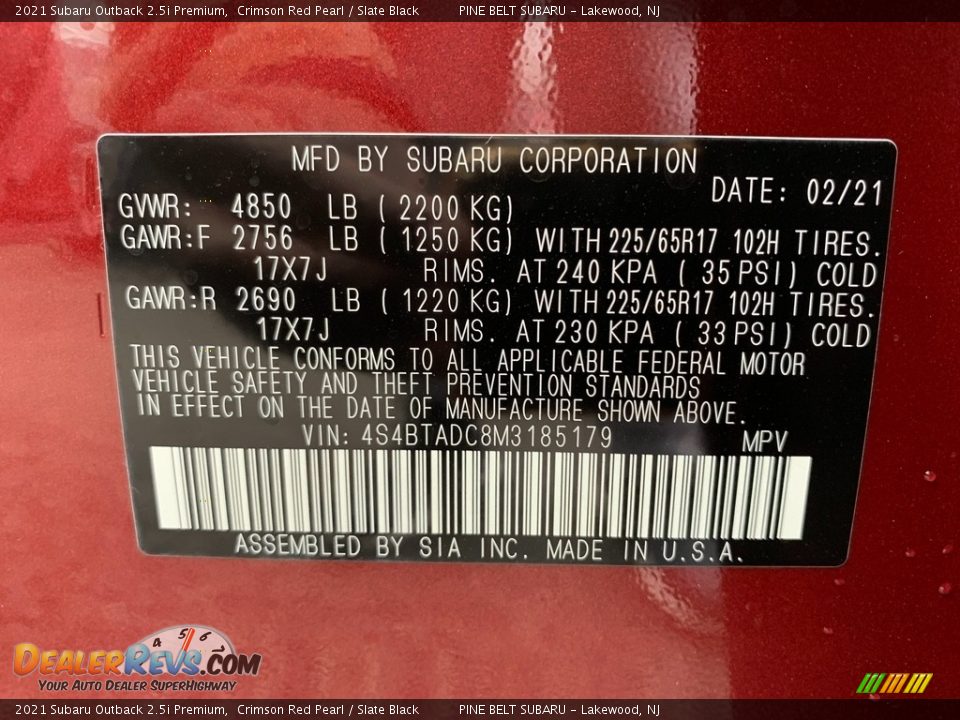 2021 Subaru Outback 2.5i Premium, Crimson Red Pearl / Slate Black PINE BELT SUBARU - Lakewood, NJ
MFD BY SUBARU CORPORATION
DATE: 02/21
GVWR: 4850 LB ( 2200 KG)
GAWR:F 2756 LB ( 1250 KG) WITH 225/65R17 102H TIRES.
17X7J RIMS. AT 240 KPA ( 35 PSI) COLD
GAWR:R 2690 LB ( 1220 KG) WITH 225/65R17 102H TIRES.
17X7J RIMS. AT 230 KPA ( 33 PSI) COLD
THIS VEHICLE CONFORMS TO ALL APPLICABLE FEDERAL MOTOR
VEHICLE SAFETY AND THEFT PREVENTION STANDARDS
IN EFFECT ON THE DATE OF MANUFACTURE SHOWN ABOVE.
VIN: 4S4BTADC8M3185179 MPV
ASSEMBLED BY SIA INC. MADE IN U.S.A.
4 5 6 7
DEALERREVS.COM
YOUR AUTO DEALER SUPERHIGHWAY
2021 Subaru Outback 2.5i Premium, Crimson Red Pearl / Slate Black PINE BELT SUBARU - Lakewood, NJ